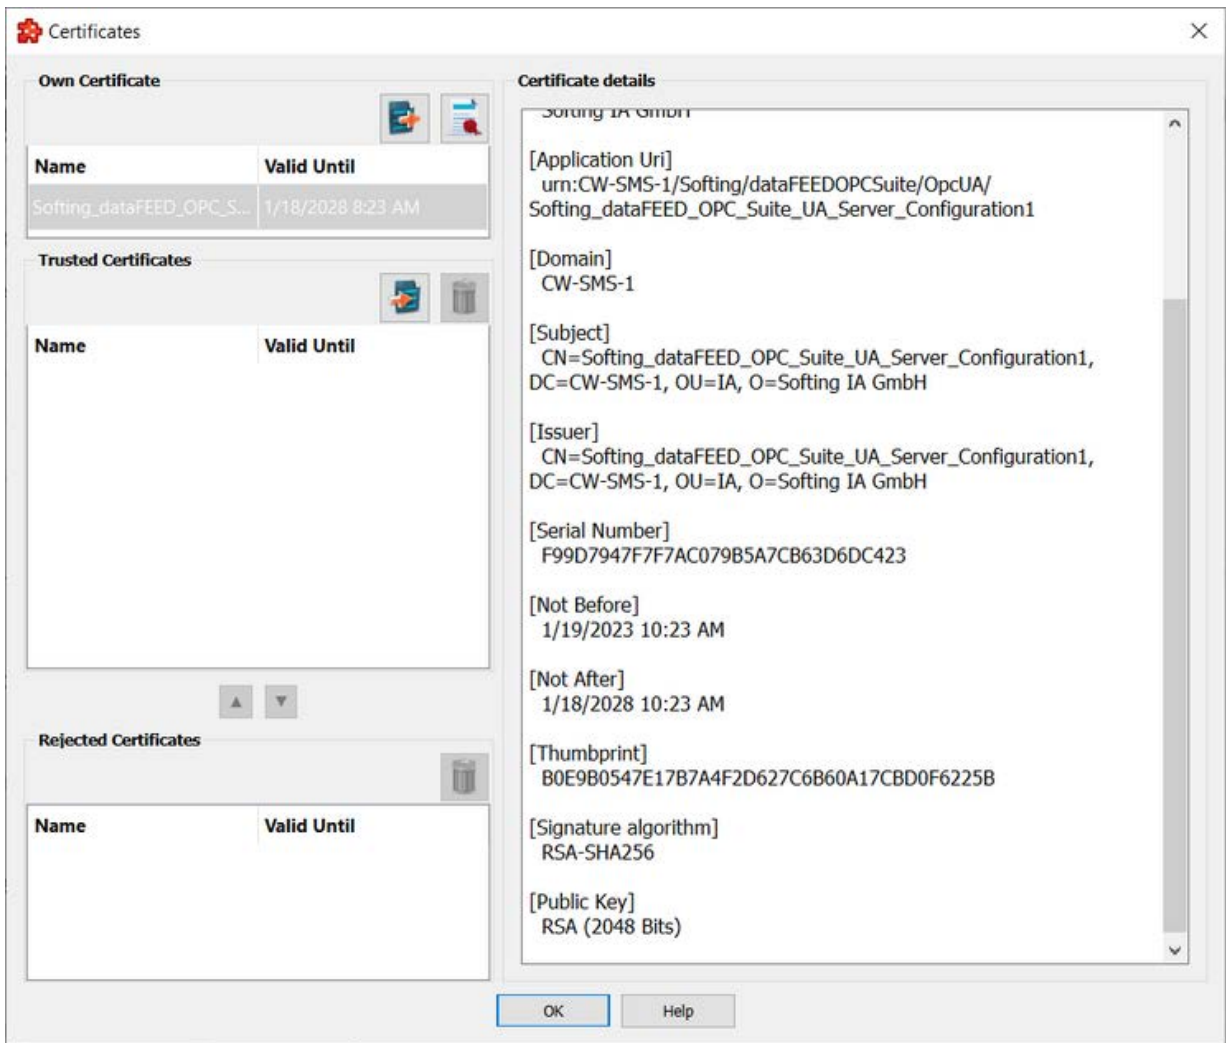 Certificates
Own Certificate
Name Valid Until
Softing_dataFEED_OPC_S... 1/18/2028 8:23 AM
Trusted Certificates
Name Valid Until
Rejected Certificates
Name Valid Until
Certificate details
Softing IA GmbH
[Application Uri]
urn:CW-SMS-1/Softing/dataFEEDOPCSuite/OpcUA/
Softing_dataFEED_OPC_Suite_UA_Server_Configuration1
[Domain]
CW-SMS-1
[Subject]
CN=Softing_dataFEED_OPC_Suite_UA_Server_Configuration1,
DC=CW-SMS-1, OU=IA, O=Softing IA GmbH
[Issuer]
CN=Softing_dataFEED_OPC_Suite_UA_Server_Configuration1,
DC=CW-SMS-1, OU=IA, O=Softing IA GmbH
[Serial Number]
F99D7947F7F7AC079B5A7CB63D6DC423
[Not Before]
1/19/2023 10:23 AM
[Not After]
1/18/2028 10:23 AM
[Thumbprint]
B0E9B0547E17B7A4F2D627C6B60A17CBD0F6225B
[Signature algorithm]
RSA-SHA256
[Public Key]
RSA (2048 Bits)
OK Help